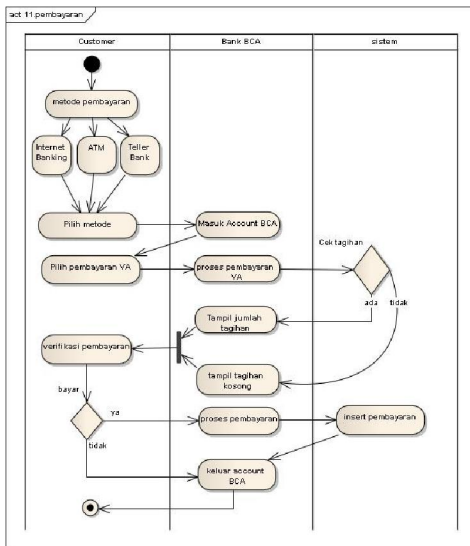 act 11.pembayaran
Customer
Bank BCA
sistem
metode pembayaran
Internet
Banking
ATM
Teller
Bank
Pilih metode
Masuk Account BCA
Pilih pembayaran VA
proses pembayaran
VA
Cek tagihan
ada
tidak
Tampil jumlah
tagihan
verifikasi pembayaran
tampil tagihan
kosong
bayar
ya
proses pembayaran
insert pembayaran
tidak
keluar account
BCA